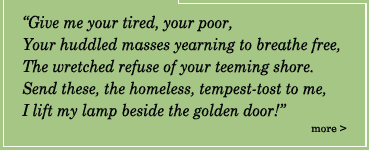 “Give me your tired, your poor,
Your huddled masses yearning to breathe free,
The wretched refuse of your teeming shore.
Send these, the homeless, tempest-tost to me,
I lift my lamp beside the golden door!”
more >